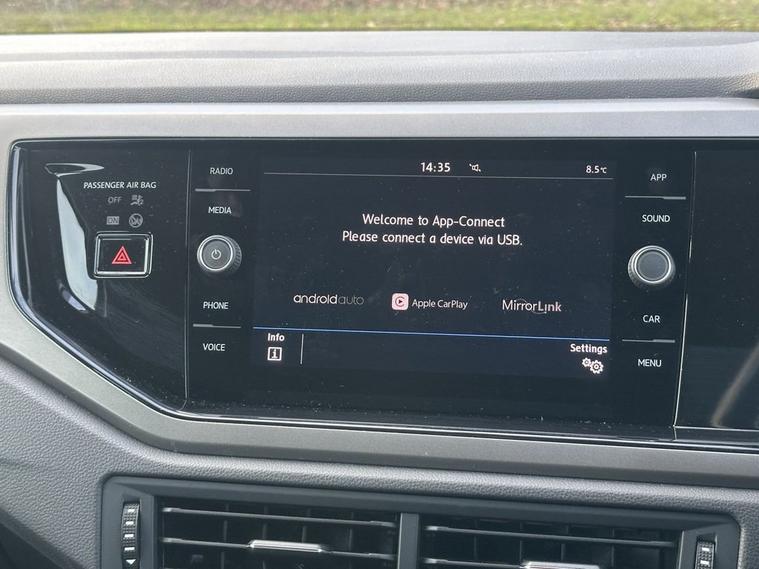 PASSENGER AIR BAG
OFF
ON
RADIO
MEDIA
PHONE
VOICE
14:35
8.5°C
Welcome to App-Connect
Please connect a device via USB.
androidauto
Apple CarPlay
MirrorLink
Info
i
Settings
APP
SOUND
CAR
MENU